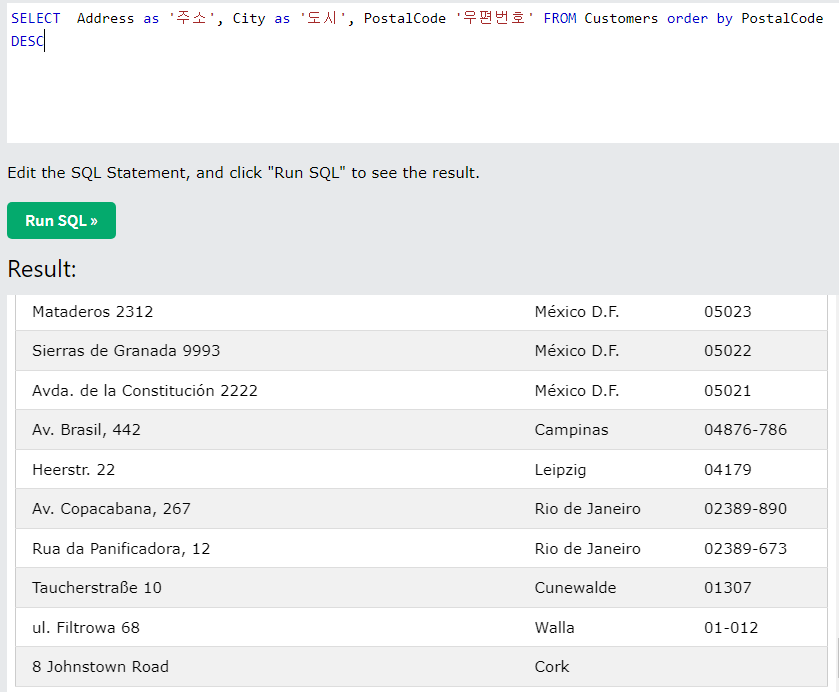 SELECT  Address as '주소', City as '도시', PostalCode '우편번호' FROM Customers order by PostalCode
DESC
Edit the SQL Statement, and click "Run SQL" to see the result.
Run SQL »
Result:
Mataderos 2312 México D.F. 05023
Sierras de Granada 9993 México D.F. 05022
Avda. de la Constitución 2222 México D.F. 05021
Av. Brasil, 442 Campinas 04876-786
Heerstr. 22 Leipzig 04179
Av. Copacabana, 267 Rio de Janeiro 02389-890
Rua da Panificadora, 12 Rio de Janeiro 02389-673
Taucherstraße 10 Cunewalde 01307
ul. Filtrowa 68 Walla 01-012
8 Johnstown Road Cork